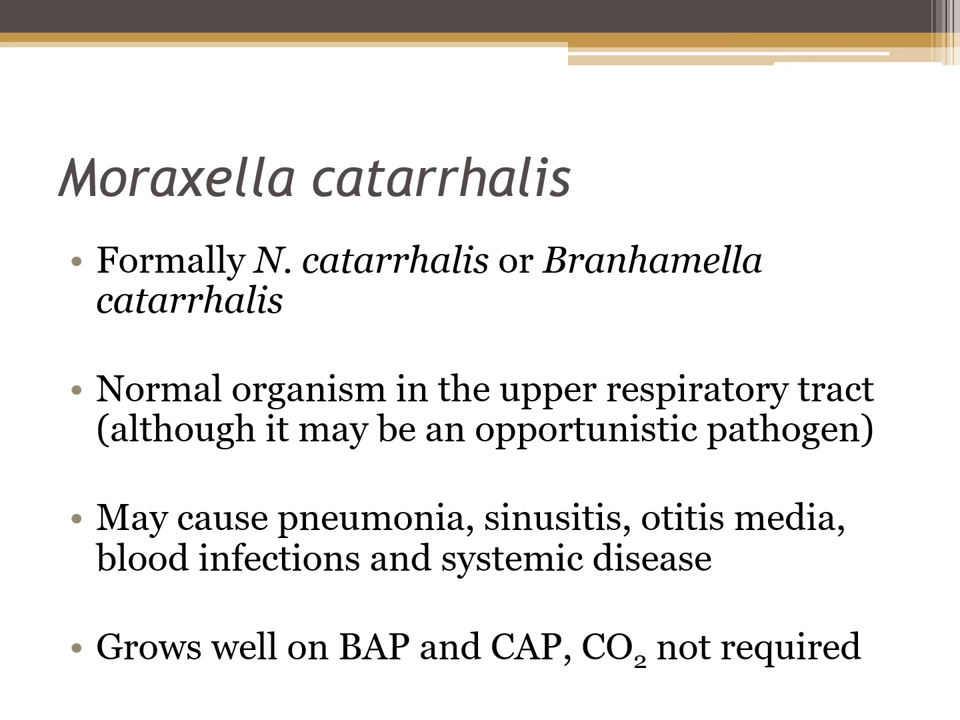 Moraxella catarrhalis
• Formally N. catarrhalis or Branhamella
catarrhalis
• Normal organism in the upper respiratory tract
(although it may be an opportunistic pathogen)
• May cause pneumonia, sinusitis, otitis media,
blood infections and systemic disease
• Grows well on BAP and CAP, CO₂ not required